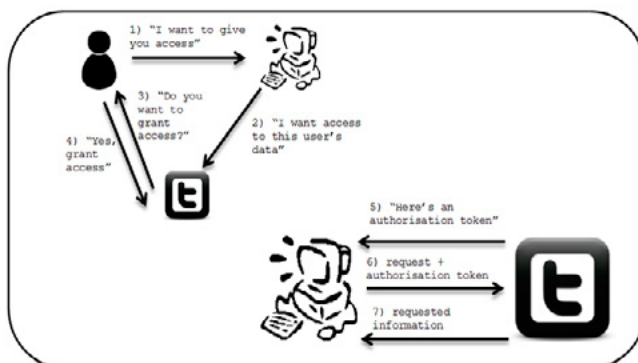 1) "I want to give
you access"
3) "Do you
want to
grant
access?"
2) "I want access
to this user's
data"
4) "Yes,
grant
access"
t
5) "Here's an
authorisation token"
6) request +
authorisation token
7) requested
information
t